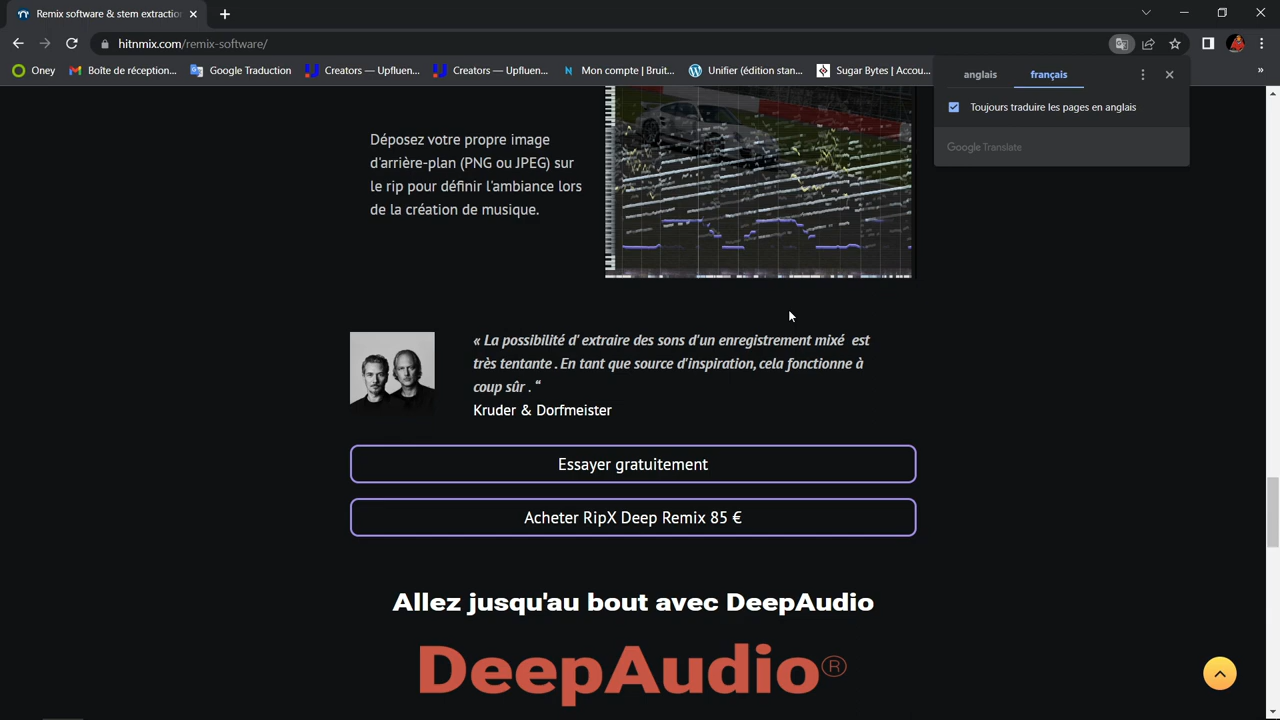 Remix software & stem extraction
hitnmix.com/remix-software/
Oney
Boîte de réception...
Google Traduction
Creators — Upfluen...
Creators — Upfluen...
Mon compte | Bruit...
Unifier (édition stan...
Sugar Bytes | Accou...
»
anglais
français
Toujours traduire les pages en anglais
Google Translate
Déposez votre propre image
d'arrière-plan (PNG ou JPEG) sur
le rip pour définir l'ambiance lors
de la création de musique.
« La possibilité d' extraire des sons d'un enregistrement mixé est
très tentante . En tant que source d'inspiration, cela fonctionne à
coup sûr . “
Kruder & Dorfmeister
Essayer gratuitement
Acheter RipX Deep Remix 85 €
Allez jusqu'au bout avec DeepAudio
DeepAudio®